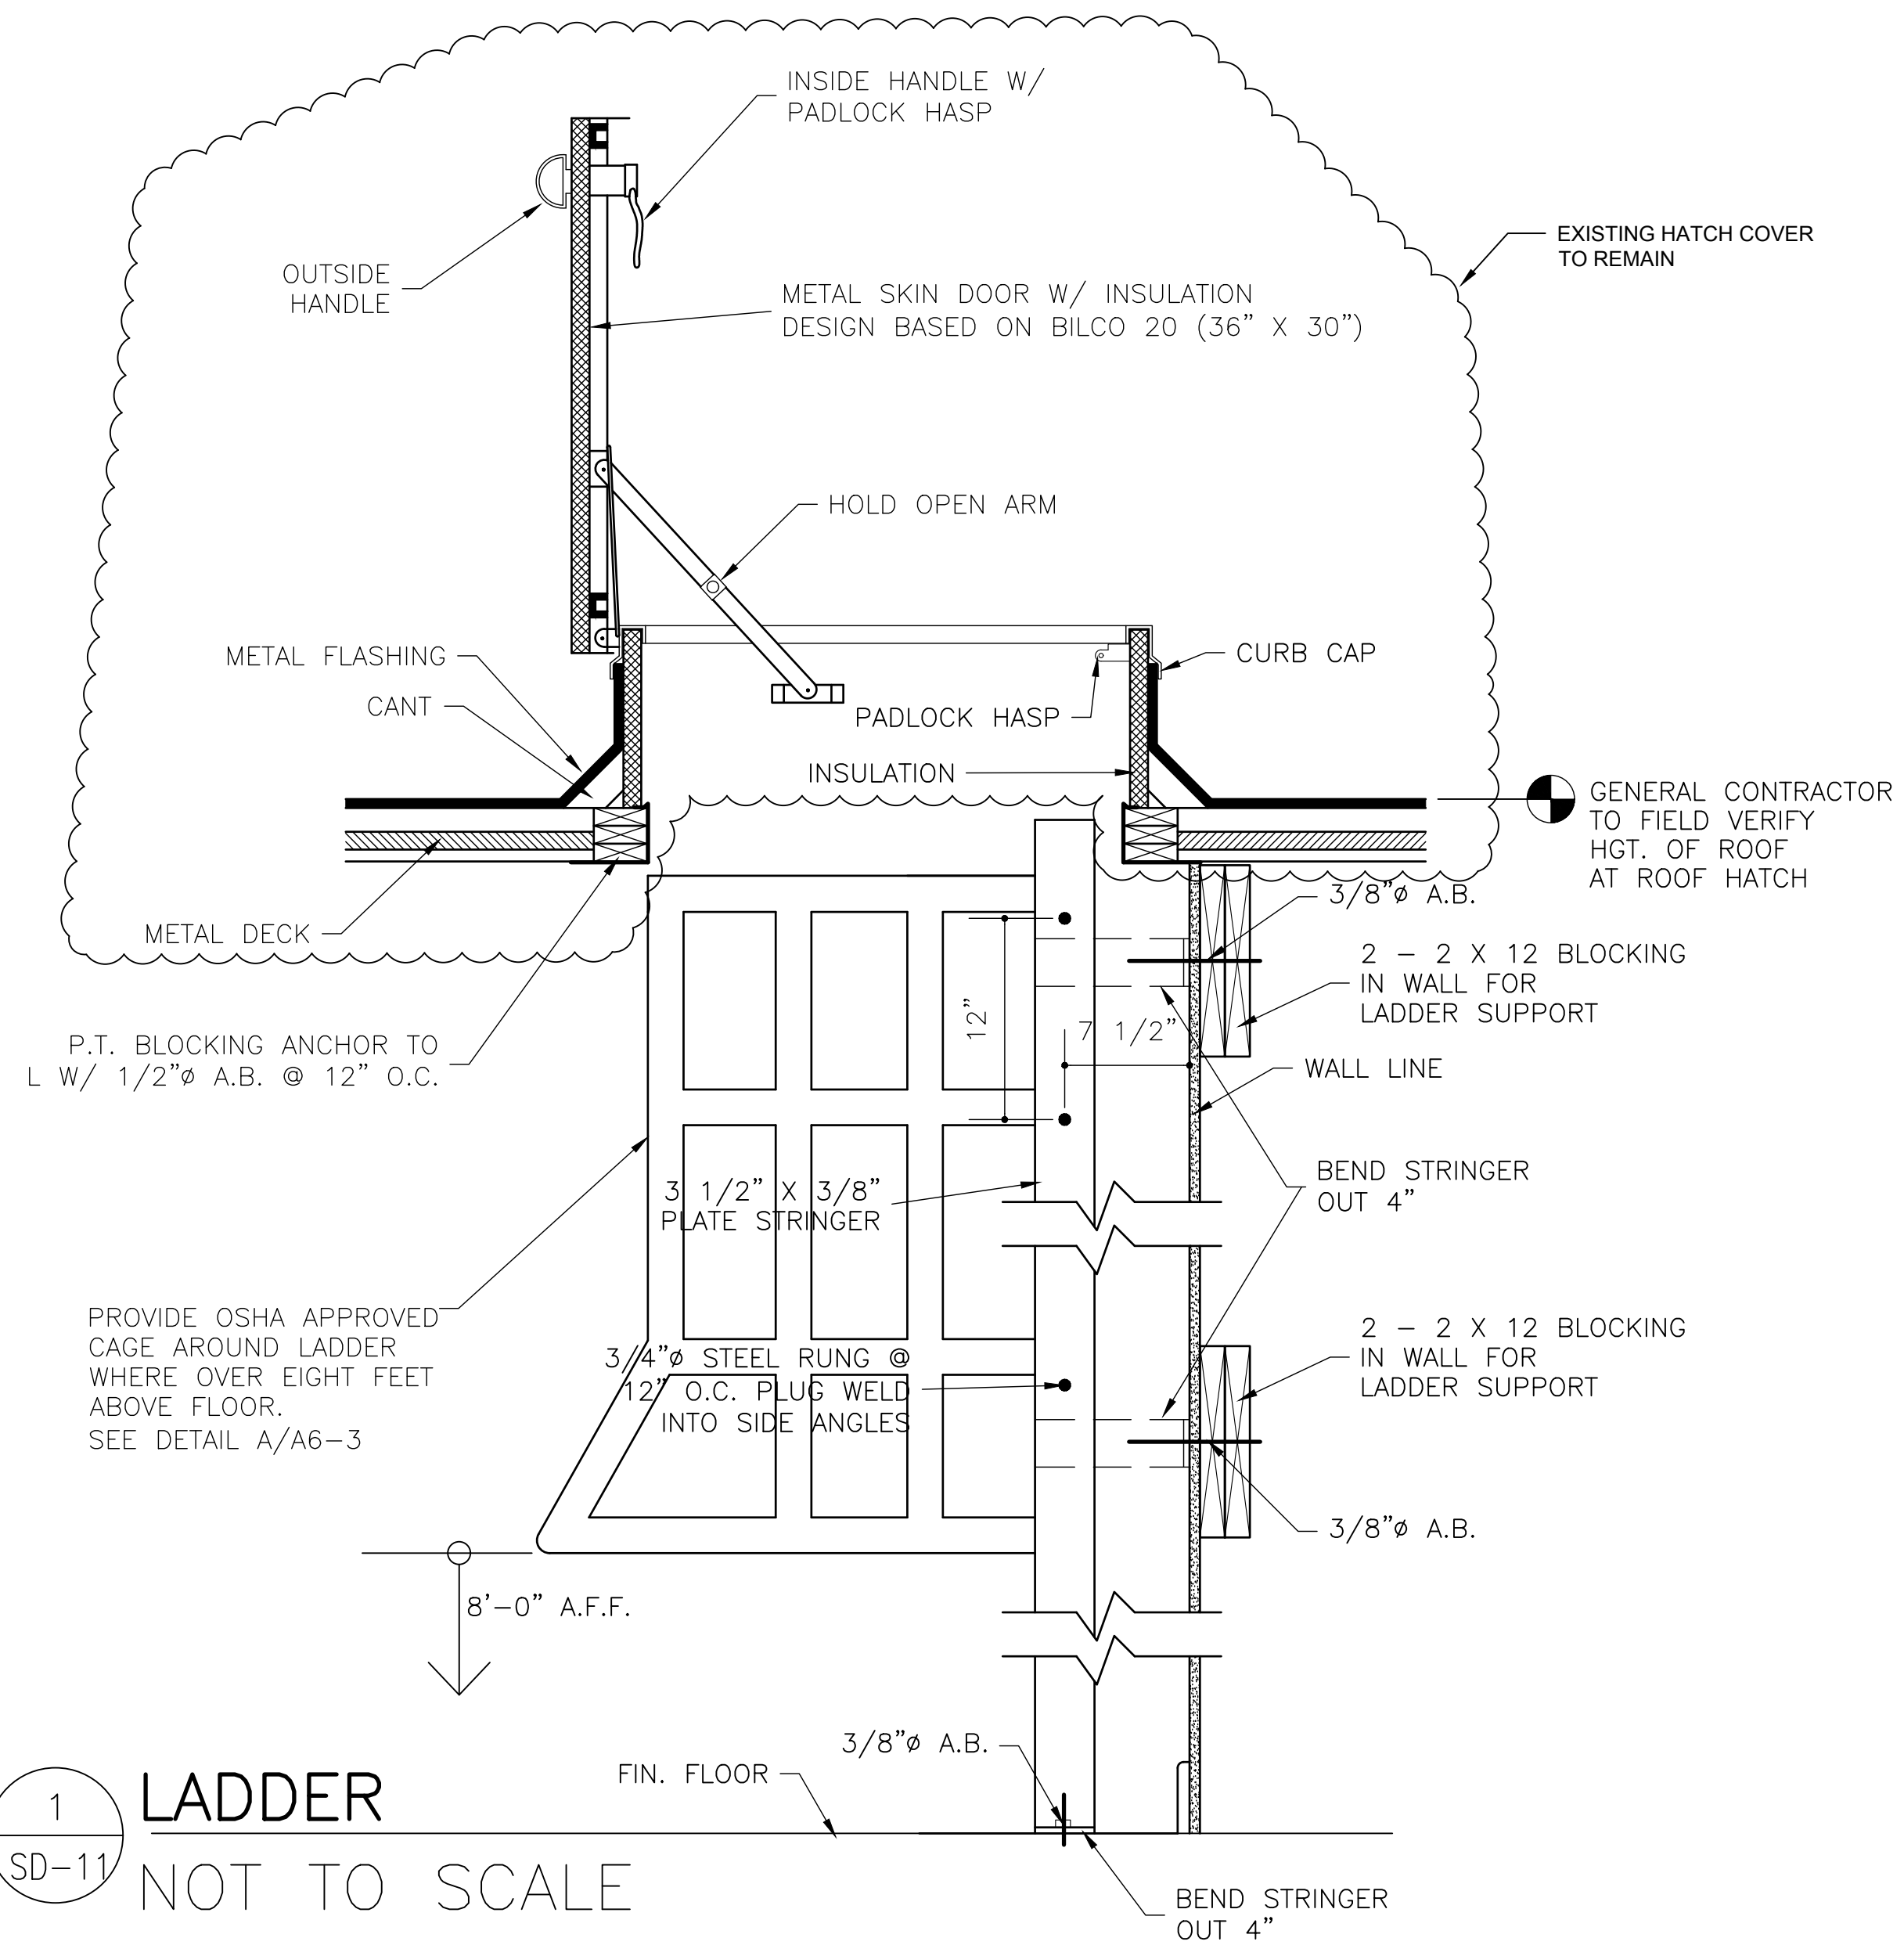 INSIDE HANDLE W/
PADLOCK HASP
EXISTING HATCH COVER
TO REMAIN
OUTSIDE
HANDLE
METAL SKIN DOOR W/ INSULATION
DESIGN BASED ON BILCO 20 (36" X 30")
HOLD OPEN ARM
METAL FLASHING
CURB CAP
CANT
PADLOCK HASP
INSULATION
GENERAL CONTRACTOR
TO FIELD VERIFY
HGT. OF ROOF
AT ROOF HATCH
3/8"ø A.B.
METAL DECK
2 - 2 X 12 BLOCKING
IN WALL FOR
LADDER SUPPORT
12"
7 1/2"
P.T. BLOCKING ANCHOR TO
L W/ 1/2"ø A.B. @ 12" O.C.
WALL LINE
BEND STRINGER
OUT 4"
3 1/2" X 3/8"
PLATE STRINGER
PROVIDE OSHA APPROVED
CAGE AROUND LADDER
WHERE OVER EIGHT FEET
ABOVE FLOOR.
SEE DETAIL A/A6-3
3/4"ø STEEL RUNG @
12" O.C. PLUG WELD
INTO SIDE ANGLES
2 - 2 X 12 BLOCKING
IN WALL FOR
LADDER SUPPORT
3/8"ø A.B.
8'-0" A.F.F.
3/8"ø A.B.
FIN. FLOOR
1
SD-11
LADDER
NOT TO SCALE
BEND STRINGER
OUT 4"